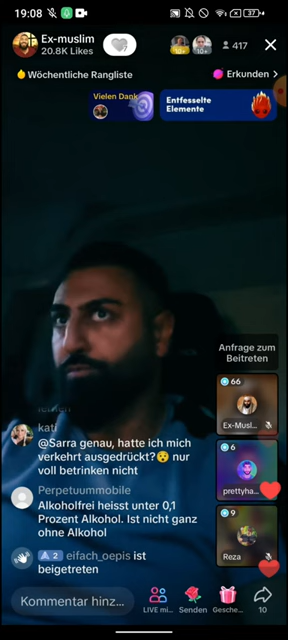 19:08
37
Ex-muslim
20.8K Likes
10+
10+
417
Wöchentliche Rangliste
Erkunden >
Vielen Dank
Entfesselte
Elemente
Anfrage zum
Beitreten
66
Ex-Musl...
kati
@Sarra genau, hatte ich mich
verkehrt ausgedrückt?😯 nur
voll betrinken nicht
6
prettyha...
Perpetuummobile
Alkoholfrei heisst unter 0,1
Prozent Alkohol. Ist nicht ganz
ohne Alkohol
9
Reza
A 2 eifach_oepis ist
beigetreten
Kommentar hinz...
LIVE mi...
Senden
Gesche...
10